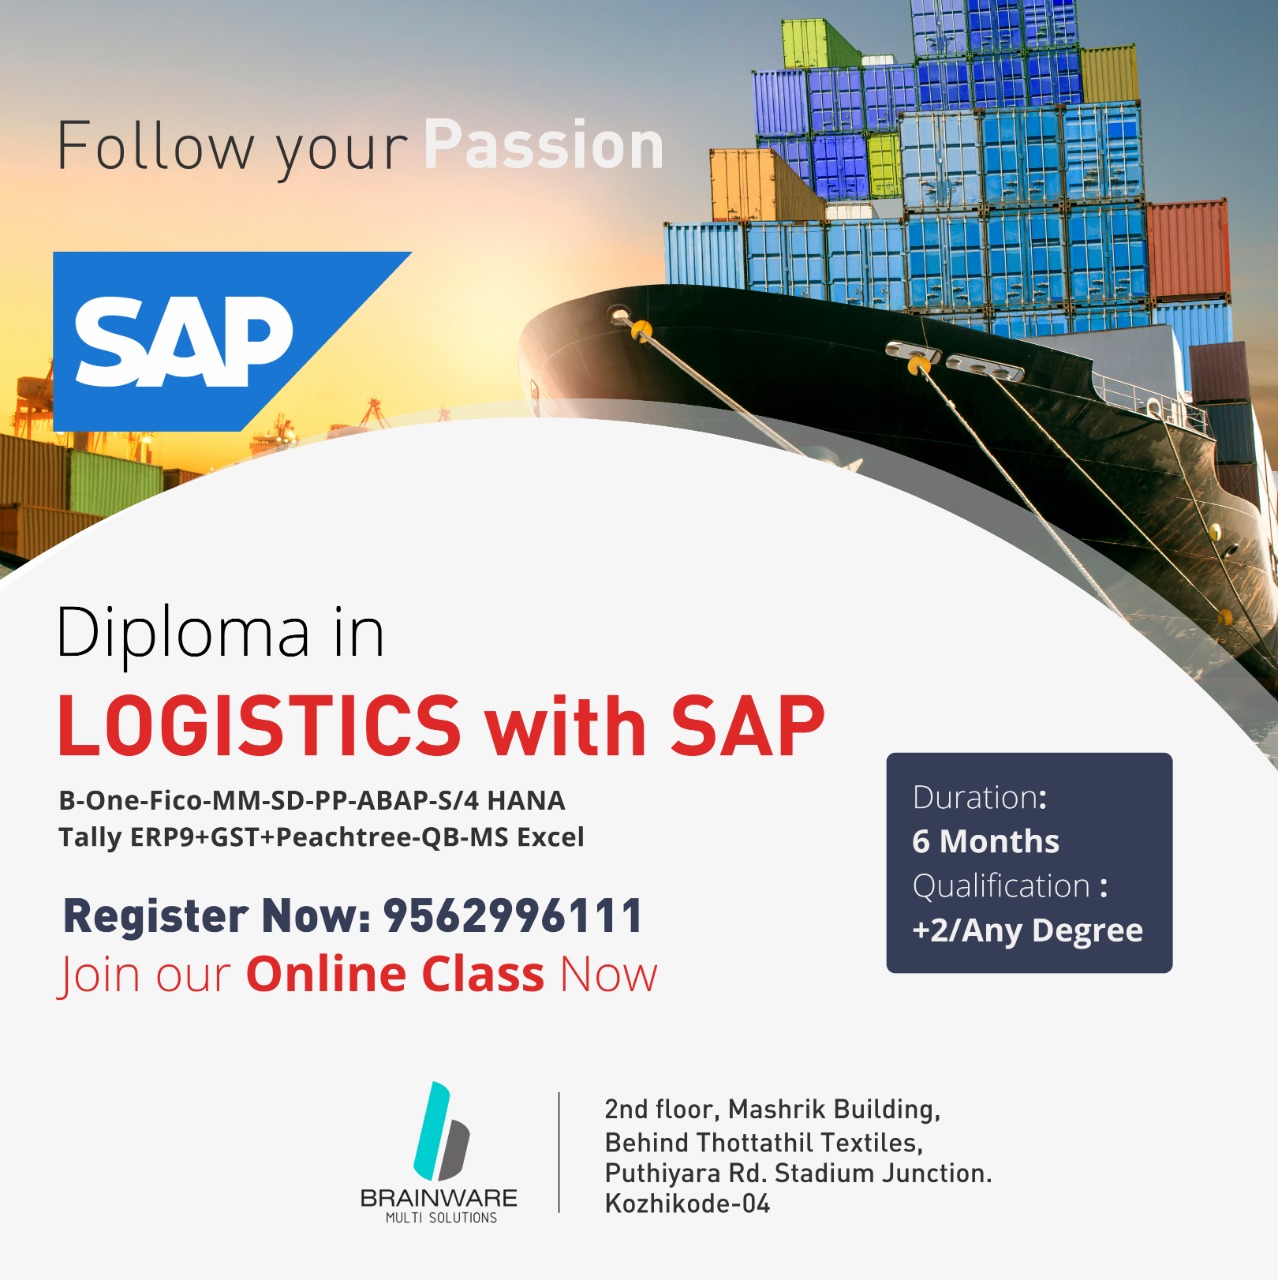 Follow your Passion
SAP
Diploma in
LOGISTICS with SAP
B-One-Fico-MM-SD-PP-ABAP-S/4 HANA
Tally ERP9+GST+Peachtree-QB-MS Excel
Duration:
6 Months
Qualification :
+2/Any Degree
Register Now: 9562996111
Join our Online Class Now
BRAINWARE
MULTI SOLUTIONS
2nd floor, Mashrik Building,
Behind Thottathil Textiles,
Puthiyara Rd. Stadium Junction.
Kozhikode-04